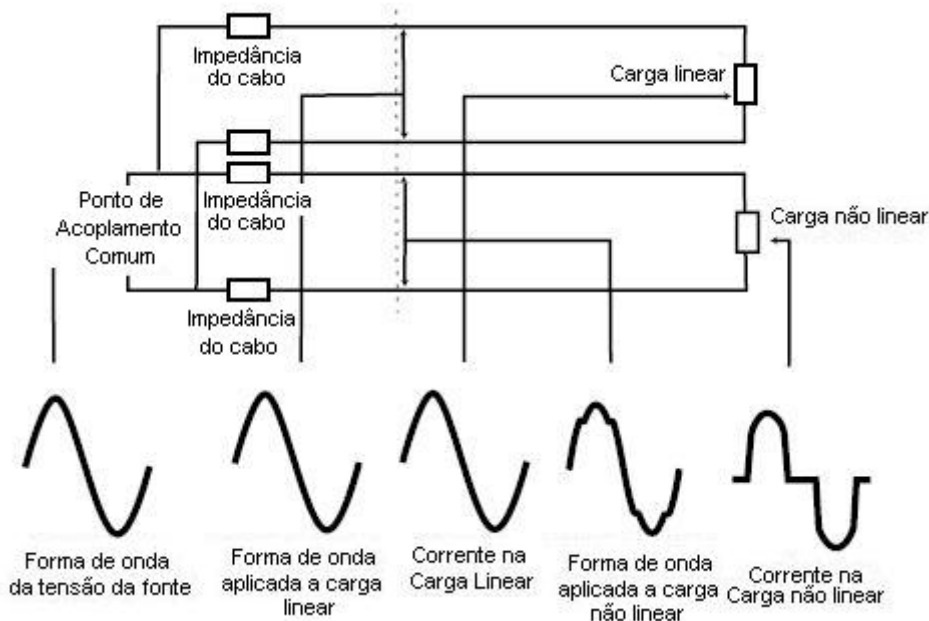 Impedância
do cabo
Carga linear
Ponto de
Acoplamento
Comum
Impedância
do cabo
Carga não linear
Impedância
do cabo
Forma de onda
da tensão da fonte
Forma de onda
aplicada a carga
linear
Corrente na
Carga Linear
Forma de onda
aplicada a carga
não linear
Corrente na
Carga não linear